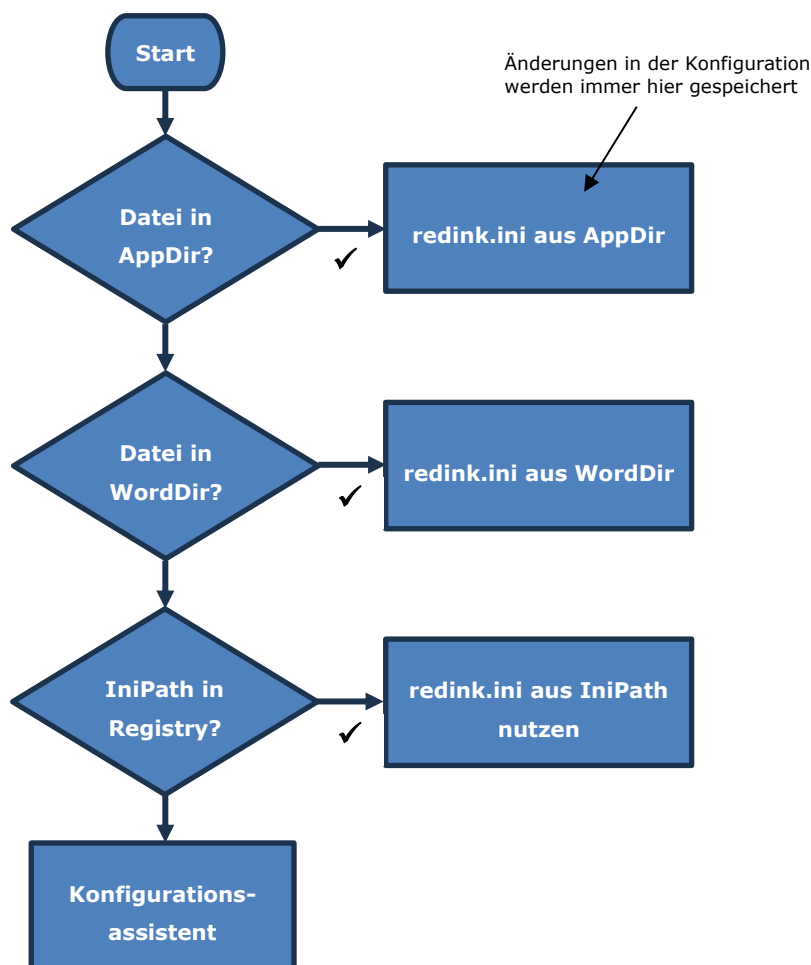 Start
Änderungen in der Konfiguration
werden immer hier gespeichert
Datei in
AppDir?
redink.ini aus AppDir
Datei in
WordDir?
redink.ini aus WordDir
IniPath in
Registry?
redink.ini aus IniPath
nutzen
Konfigurations-
assistent